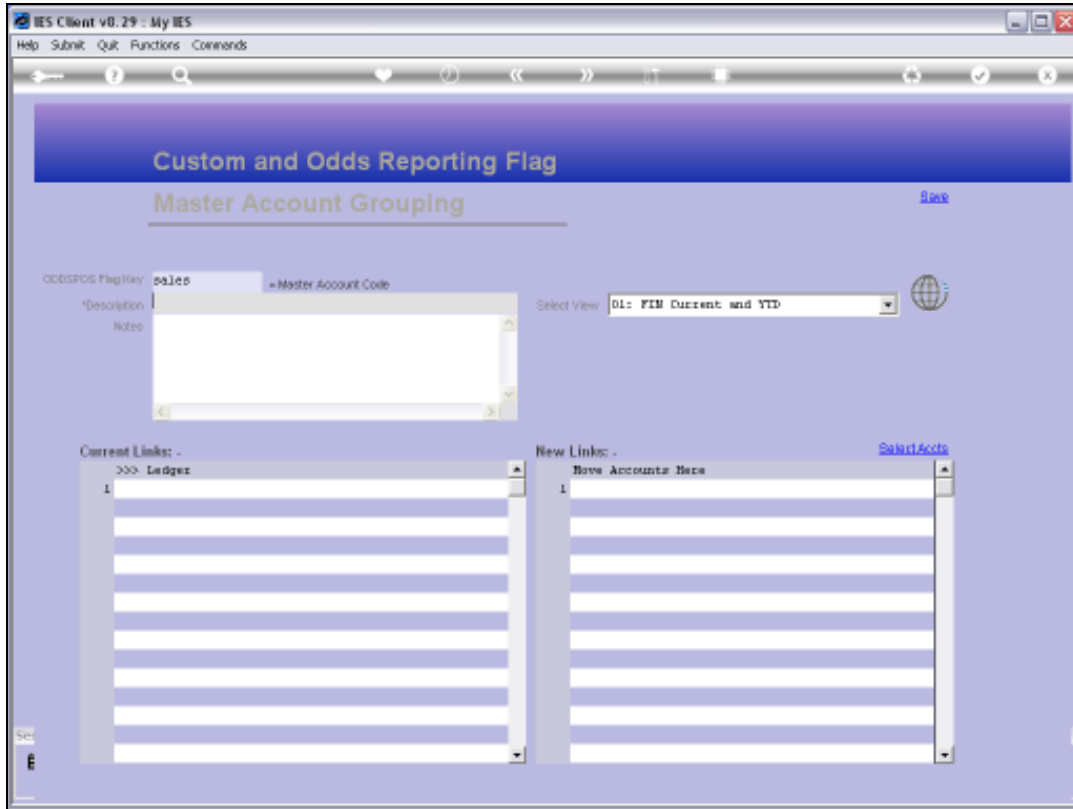 IES Client v8.29 : My IES
Help Submit Quit Functions Commands
Custom and Odds Reporting Flag
Master Account Grouping
Save
ODDSPOS Flag Key sales = Master Account Code
*Description
Select View 01: FIN Current and YTD
Notes
Current Links: -
New Links: -
Select Accts
>>> Ledger
Move Accounts Here
1
1